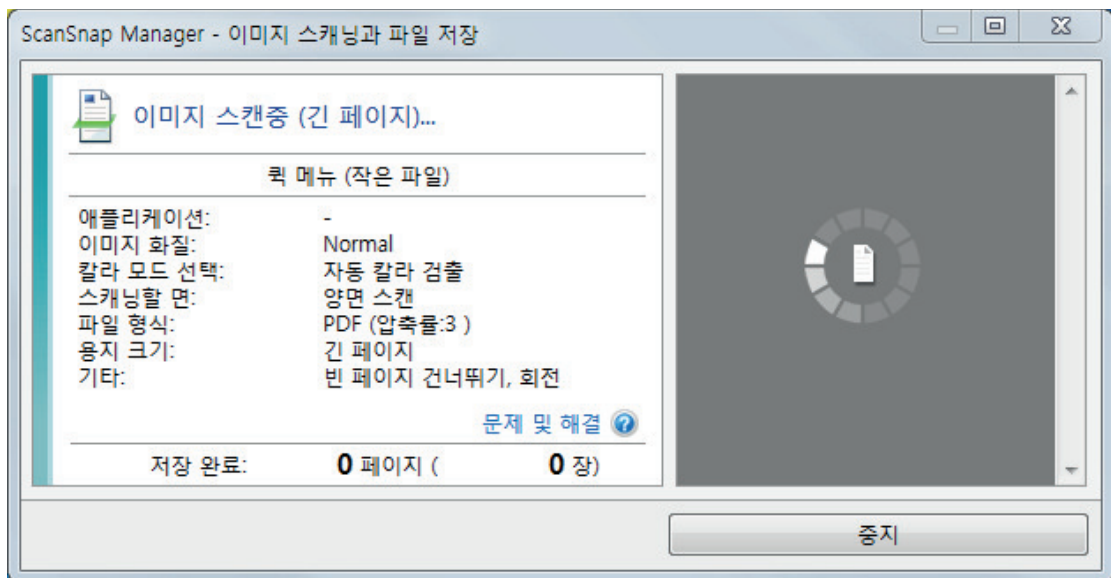 ScanSnap Manager - 이미지 스캐닝과 파일 저장
이미지 스캔중 (긴 페이지)...
퀵 메뉴 (작은 파일)
애플리케이션: -
이미지 화질: Normal
칼라 모드 선택: 자동 칼라 검출
스캐닝할 면: 양면 스캔
파일 형식: PDF (압축률:3 )
용지 크기: 긴 페이지
기타: 빈 페이지 건너뛰기, 회전
문제 및 해결 ?
저장 완료: 0 페이지 ( 0 장)
중지